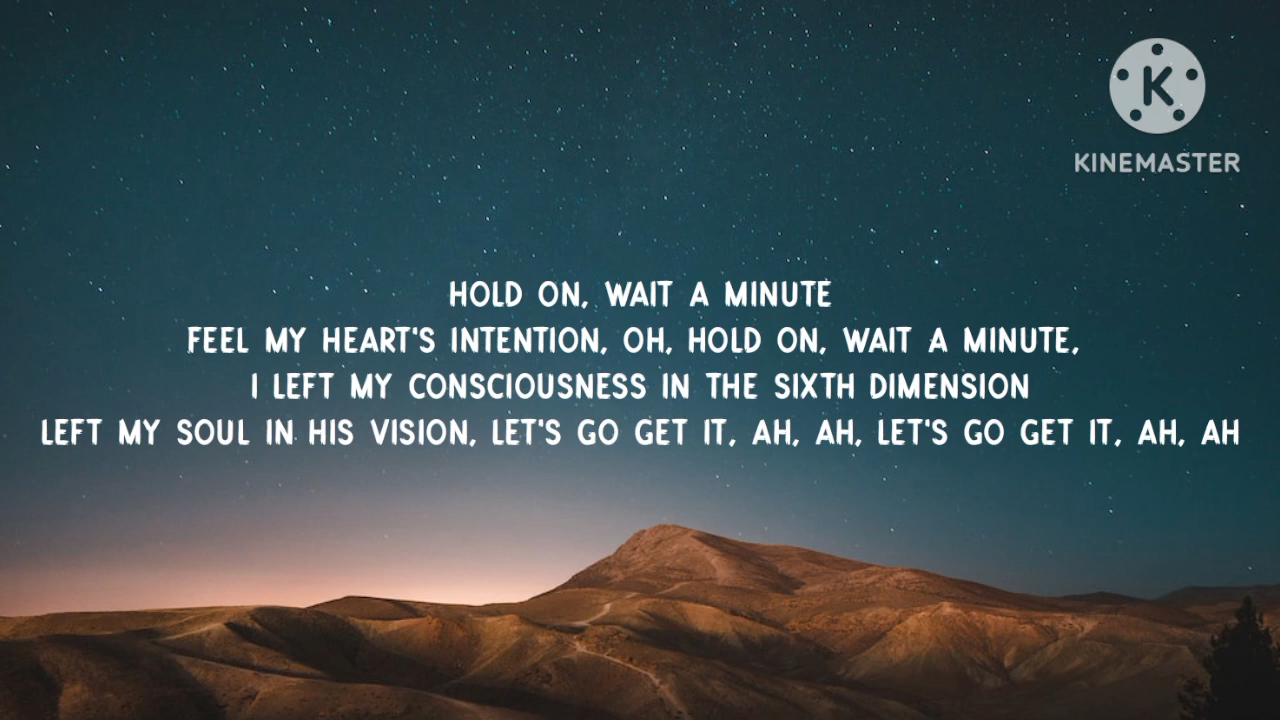 K
KINEMASTER
HOLD ON, WAIT A MINUTE
FEEL MY HEART'S INTENTION, OH, HOLD ON, WAIT A MINUTE,
I LEFT MY CONSCIOUSNESS IN THE SIXTH DIMENSION
LEFT MY SOUL IN HIS VISION, LET'S GO GET IT, AH, AH, LET'S GO GET IT, AH, AH